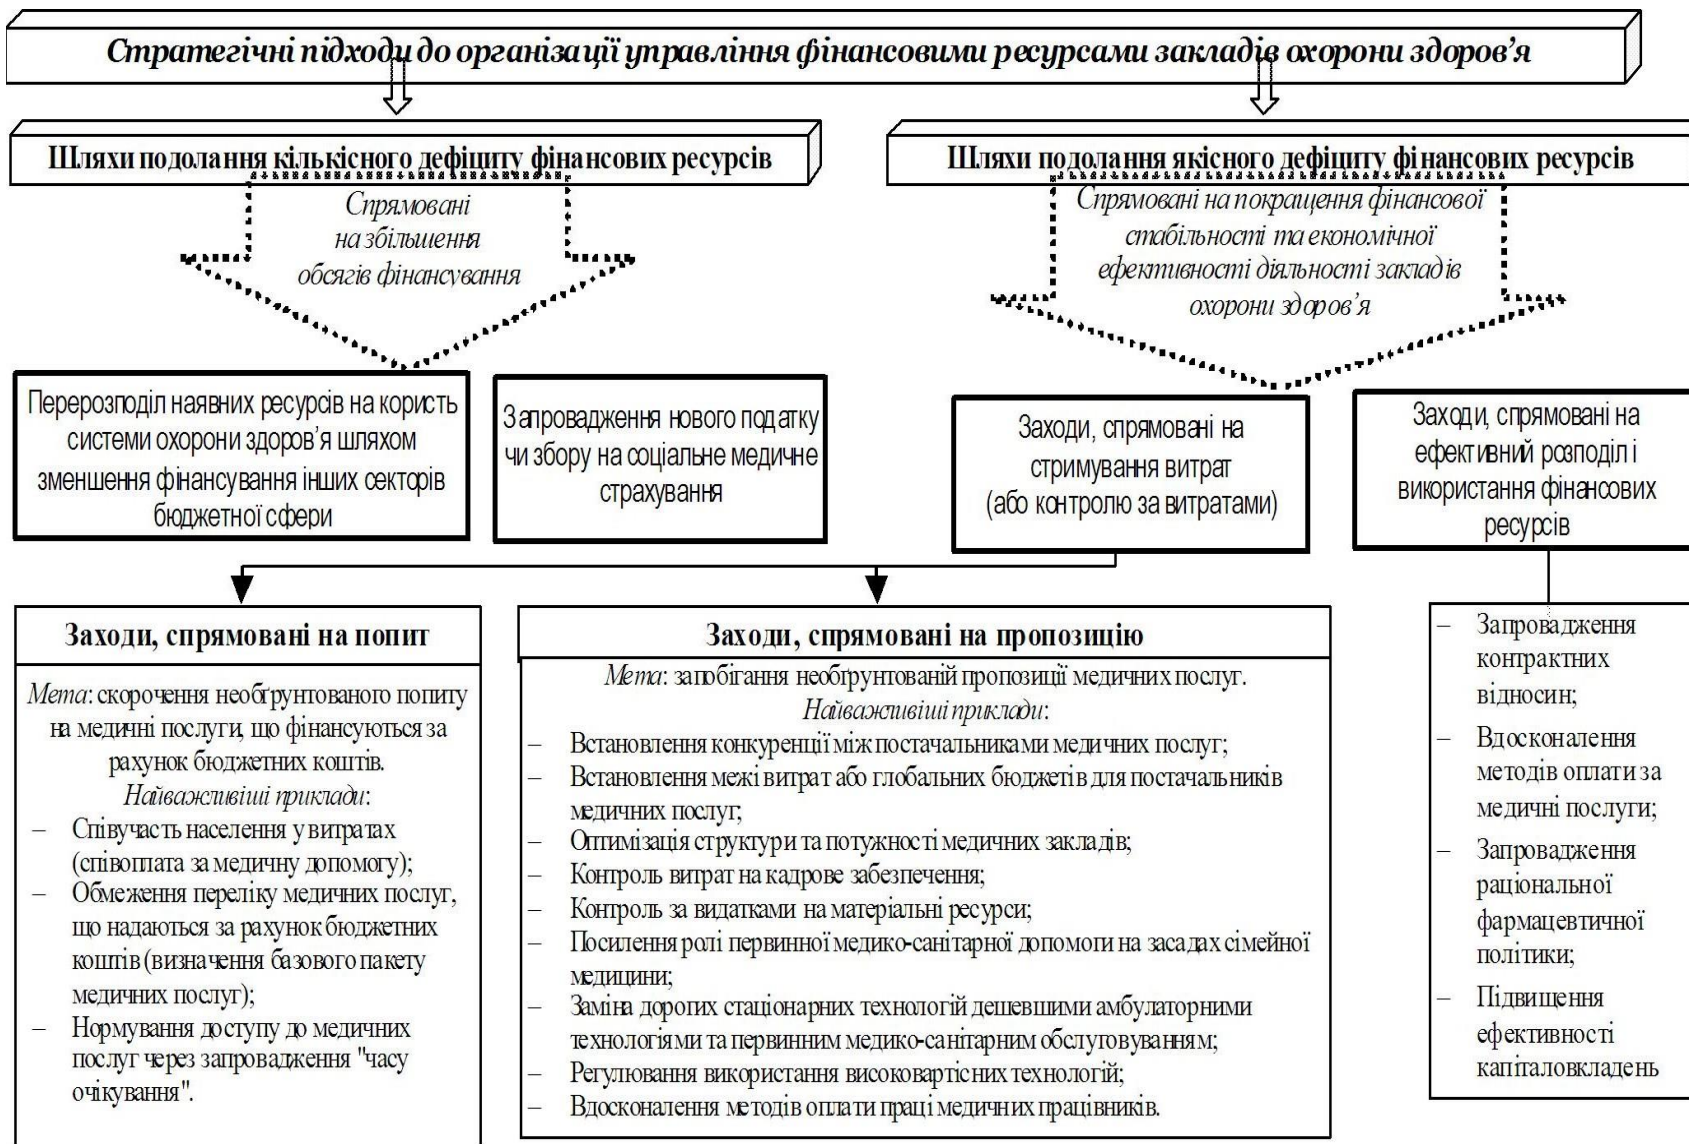 Стратегічні підходи до організації управління фінансовими ресурсами закладів охорони здоров’я
Шляхи подолання кількісного дефіциту фінансових ресурсів
Спрямовані
на збільшення
обсягів фінансування
Шляхи подолання якісного дефіциту фінансових ресурсів
Спрямовані на покращення фінансової
стабільності та економічної
ефективності діяльності закладів
охорони здоров’я
Перерозподіл наявних ресурсів на користь
системи охорони здоров’я шляхом
зменшення фінансування інших секторів
бюджетної сфери
Запровадження нового податку
чи збору на соціальне медичне
страхування
Заходи, спрямовані на
стримування витрат
(або контролю за витратами)
Заходи, спрямовані на
ефективний розподіл і
використання фінансових
ресурсів
Заходи, спрямовані на попит
Мета: скорочення необґрунтованого попиту
на медичні послуги, що фінансуються за
рахунок бюджетних коштів.
Найважливіші приклади:
– Співучасть населення у витратах
(співоплата за медичну допомогу);
– Обмеження переліку медичних послуг,
що надаються за рахунок бюджетних
коштів (визначення базового пакету
медичних послуг);
– Нормування доступу до медичних
послуг через запровадження "часу
очікування".
Заходи, спрямовані на пропозицію
Мета: запобігання необґрунтованій пропозиції медичних послуг.
Найважливіші приклади:
– Встановлення конкуренції між постачальниками медичних послуг;
– Встановлення межі витрат або глобальних бюджетів для постачальників
медичних послуг;
– Оптимізація структури та потужності медичних закладів;
– Контроль витрат на кадрове забезпечення;
– Контроль за видатками на матеріальні ресурси;
– Посилення ролі первинної медико-санітарної допомоги на засадах сімейної
медицини;
– Заміна дорогих стаціонарних технологій дешевшими амбулаторними
технологіями та первинним медико-санітарним обслуговуванням;
– Регулювання використання високовартісних технологій;
– Вдосконалення методів оплати праці медичних працівників.
– Запровадження
контрактних
відносин;
– Вдосконалення
методів оплати за
медичні послуги;
– Запровадження
раціональної
фармацевтичної
політики;
– Підвищення
ефективності
капіталовкладень